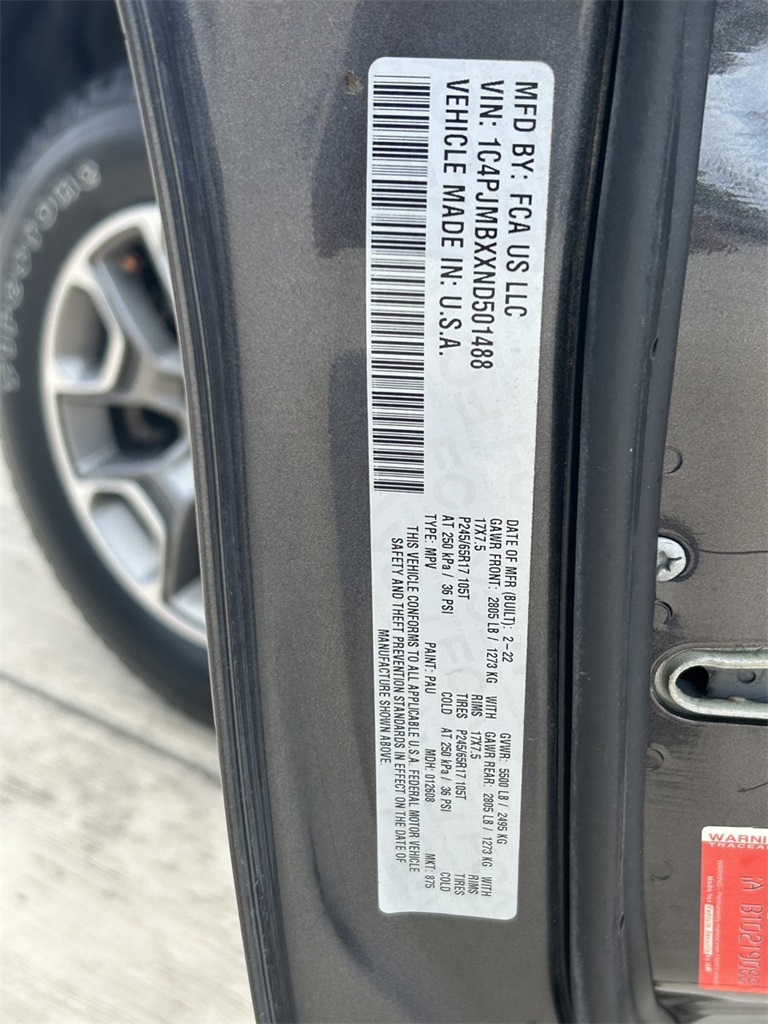 MFD BY: FCA US LLC
VIN: 1C4PJMBXXND501488
VEHICLE MADE IN: U.S.A.
DATE OF MFR (BUILT): 2-22 GVWR: 5500 LB / 2495 KG
GAWR FRONT: 2805 LB / 1273 KG WITH GAWR REAR: 2805 LB / 1273 KG WITH
17X7.5 RIMS 17X7.5 RIMS
P245/65R17 105T TIRES P245/65R17 105T TIRES
AT 250 kPa / 36 PSI COLD AT 250 kPa / 36 PSI COLD
TYPE: MPV PAINT: PAU MDH: 012608 MKT: 875
THIS VEHICLE CONFORMS TO ALL APPLICABLE U.S.A. FEDERAL MOTOR VEHICLE
SAFETY AND THEFT PREVENTION STANDARDS IN EFFECT ON THE DATE OF
MANUFACTURE SHOWN ABOVE.
Firestone